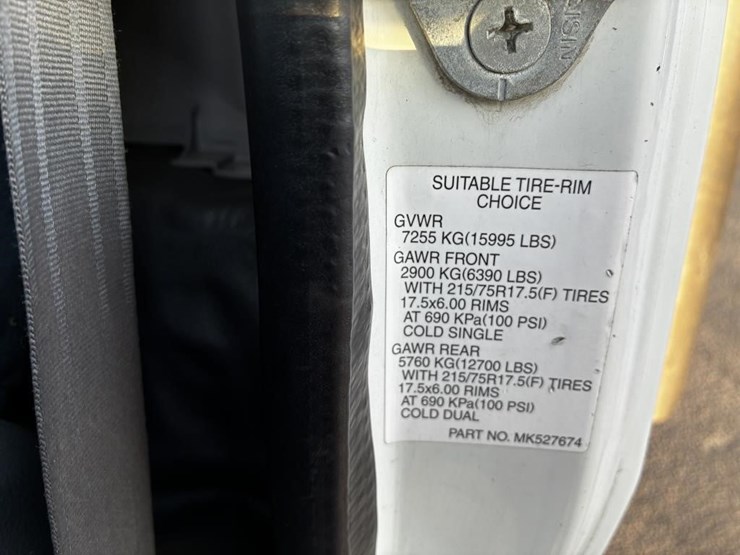 AISIN
SUITABLE TIRE-RIM
CHOICE
GVWR
7255 KG(15995 LBS)
GAWR FRONT
2900 KG(6390 LBS)
WITH 215/75R17.5(F) TIRES
17.5x6.00 RIMS
AT 690 KPa(100 PSI)
COLD SINGLE
GAWR REAR
5760 KG(12700 LBS)
WITH 215/75R17.5(F) TIRES
17.5x6.00 RIMS
AT 690 KPa(100 PSI)
COLD DUAL
PART NO. MK527674